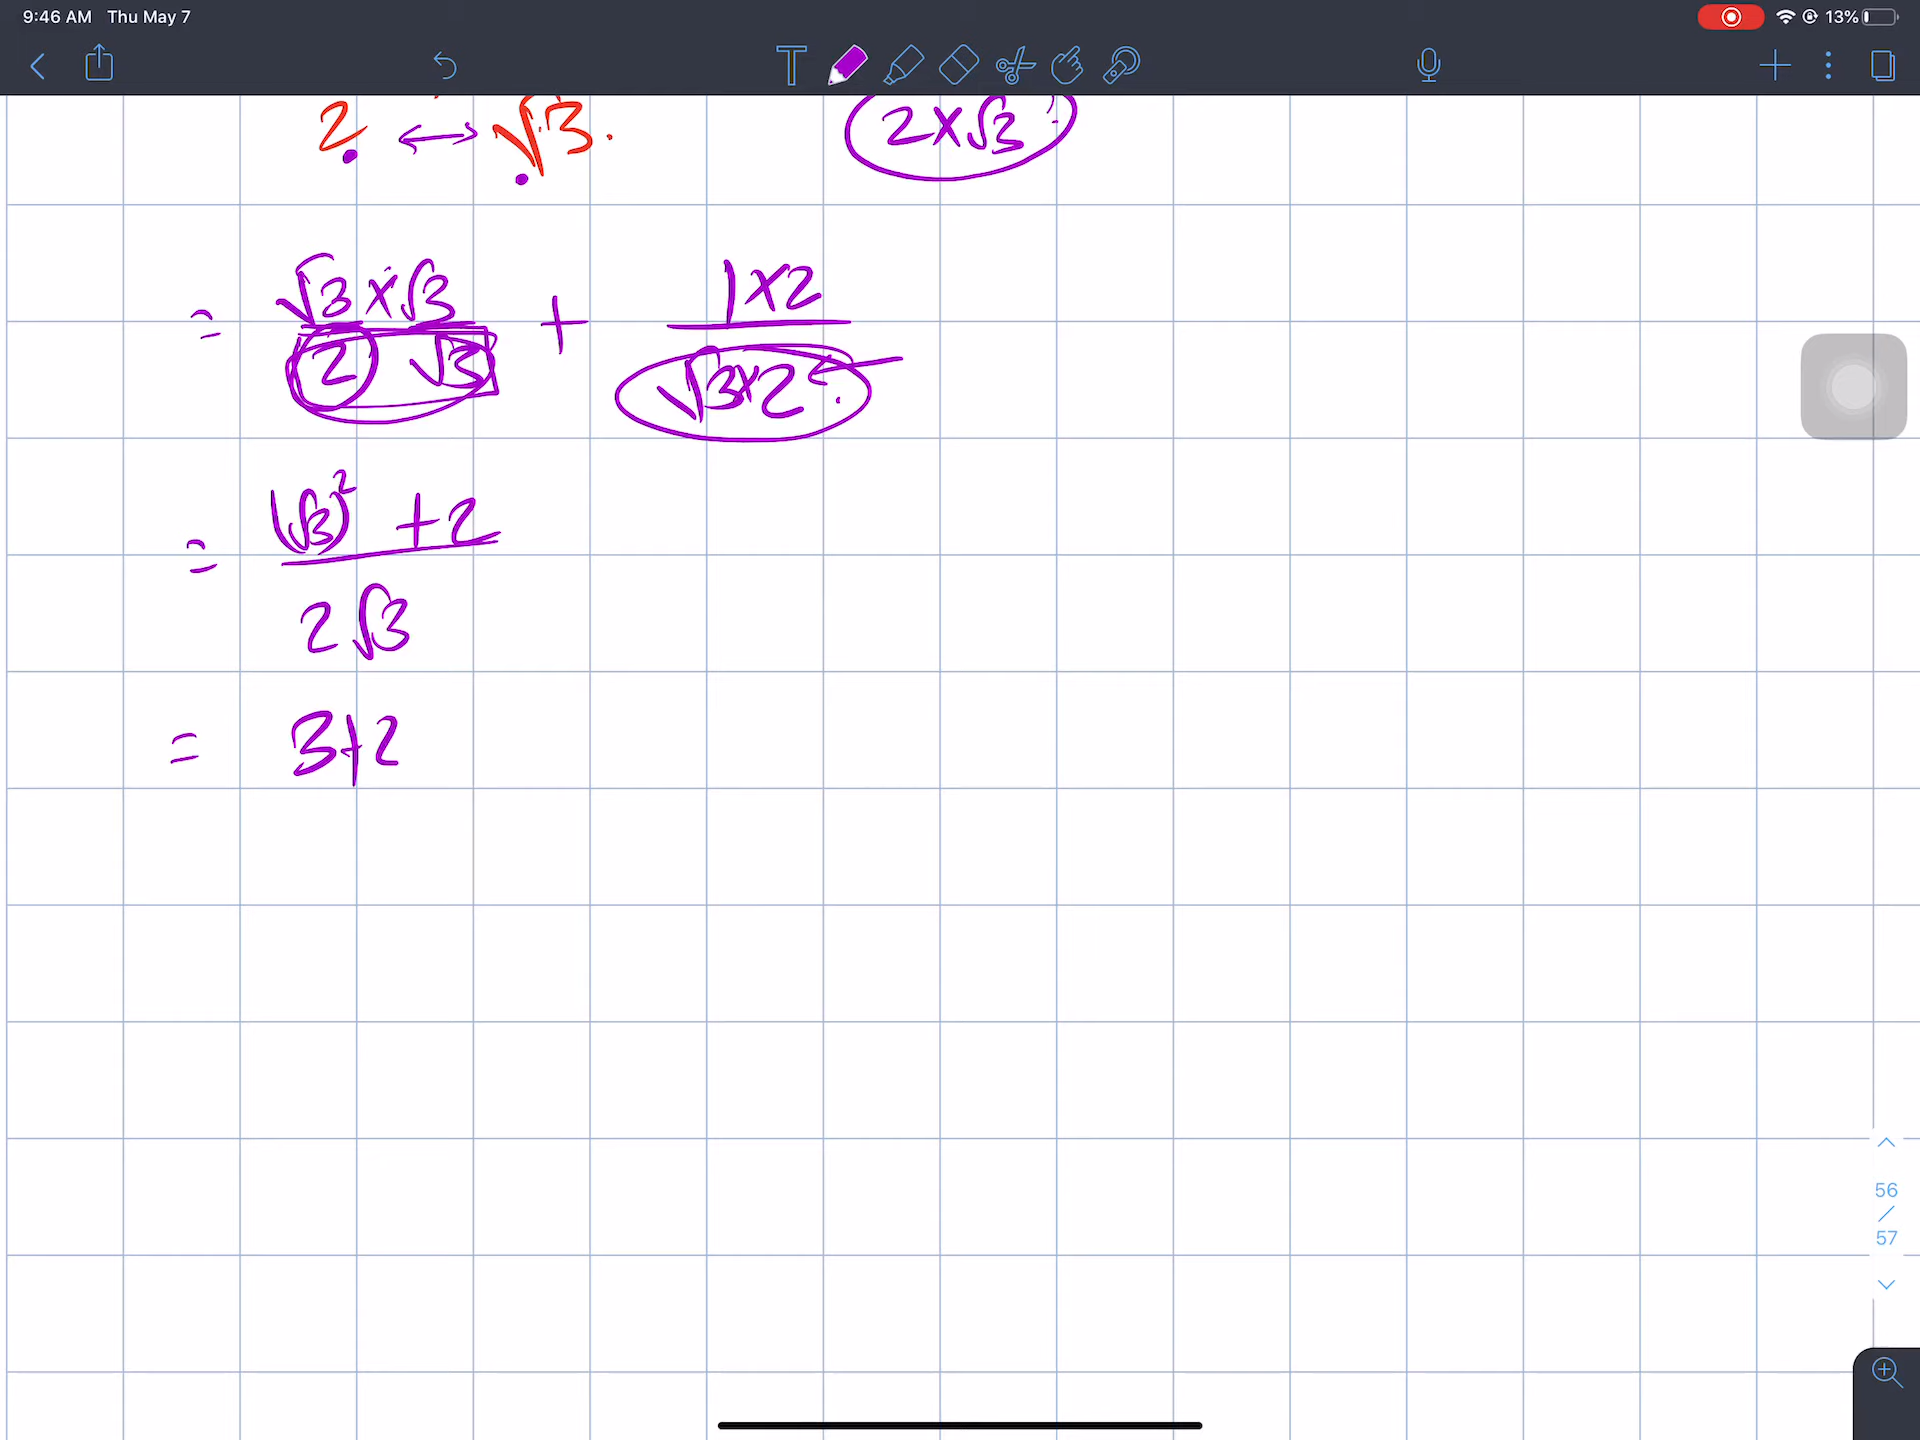 9:46 AM Thu May 7 13%
T
2. ↔ √3. 2×√3
= √3×√3 / 2 √3 + 1×2 / √3×2
= (√3)² +2 / 2√3
= 3+2
56
/
57